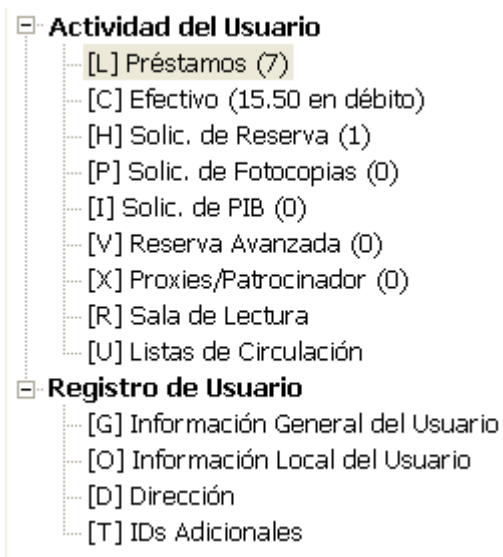 Actividad del Usuario
[L] Préstamos (7)
[C] Efectivo (15.50 en débito)
[H] Solic. de Reserva (1)
[P] Solic. de Fotocopias (0)
[I] Solic. de PIB (0)
[V] Reserva Avanzada (0)
[X] Proxies/Patrocinador (0)
[R] Sala de Lectura
[U] Listas de Circulación
Registro de Usuario
[G] Información General del Usuario
[O] Información Local del Usuario
[D] Dirección
[T] IDs Adicionales